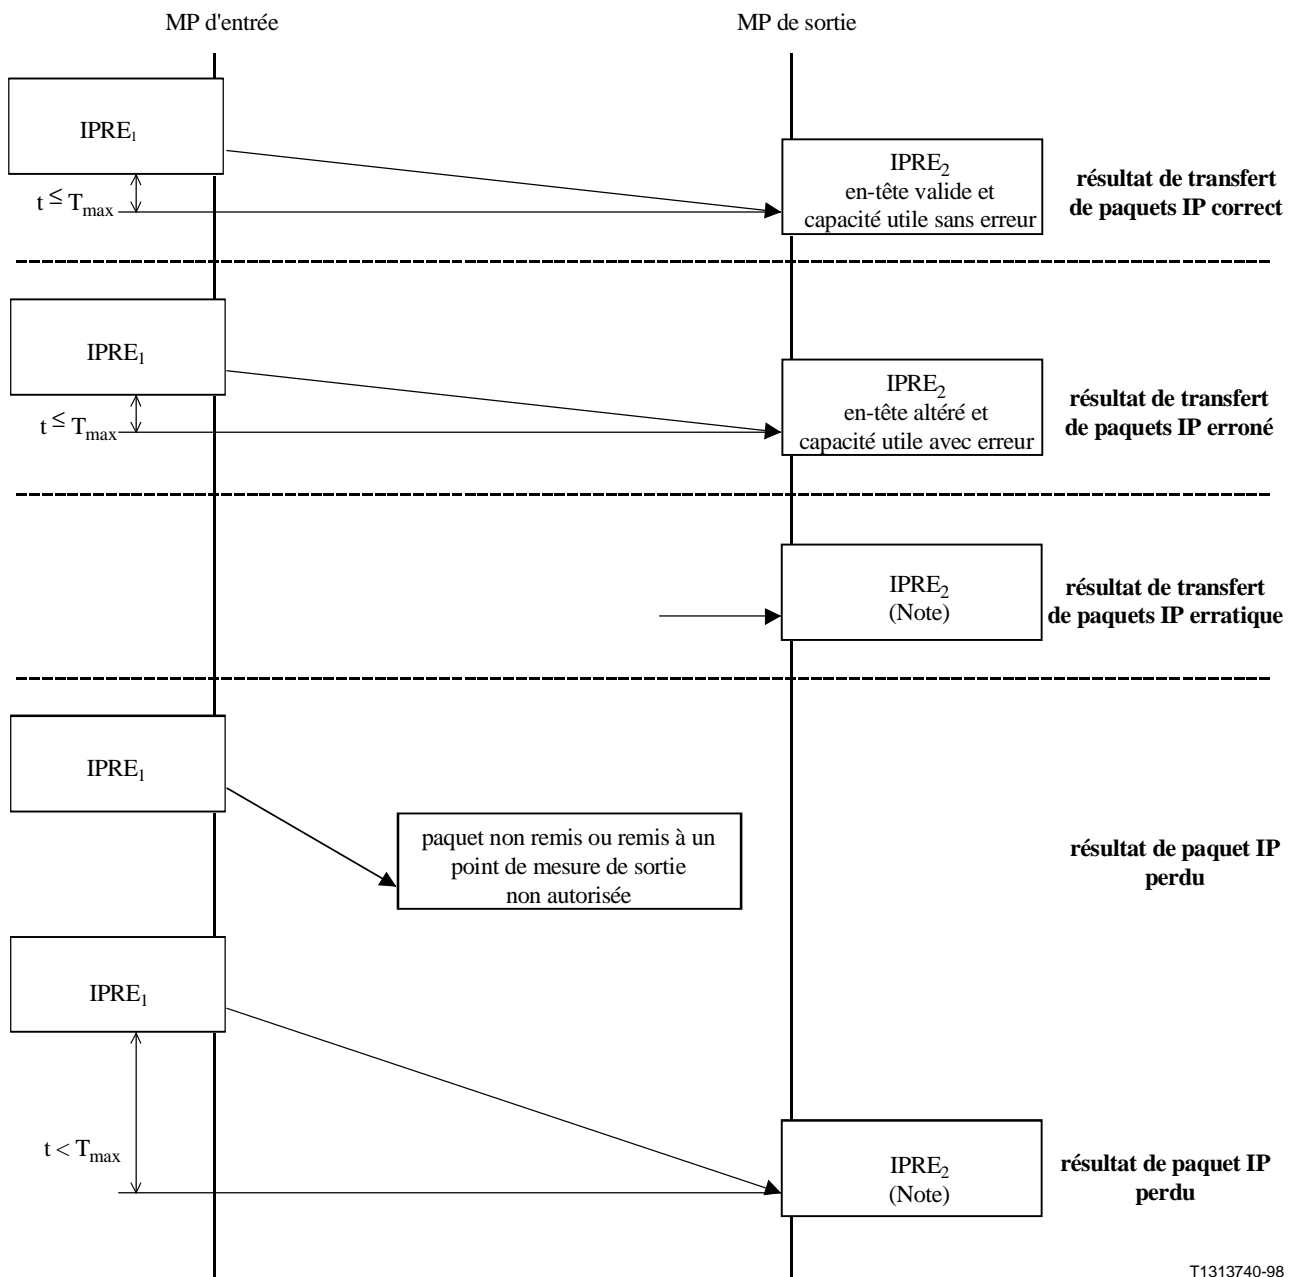 MP d'entrée
MP de sortie
IPRE₁
t ≤ Tmax
IPRE₂
en-tête valide et
capacité utile sans erreur
résultat de transfert
de paquets IP correct
IPRE₁
t ≤ Tmax
IPRE₂
en-tête altéré et
capacité utile avec erreur
résultat de transfert
de paquets IP erroné
IPRE₂
(Note)
résultat de transfert
de paquets IP erratique
IPRE₁
paquet non remis ou remis à un
point de mesure de sortie
non autorisée
résultat de paquet IP
perdu
IPRE₁
t < Tmax
IPRE₂
(Note)
résultat de paquet IP
perdu
T1313740-98